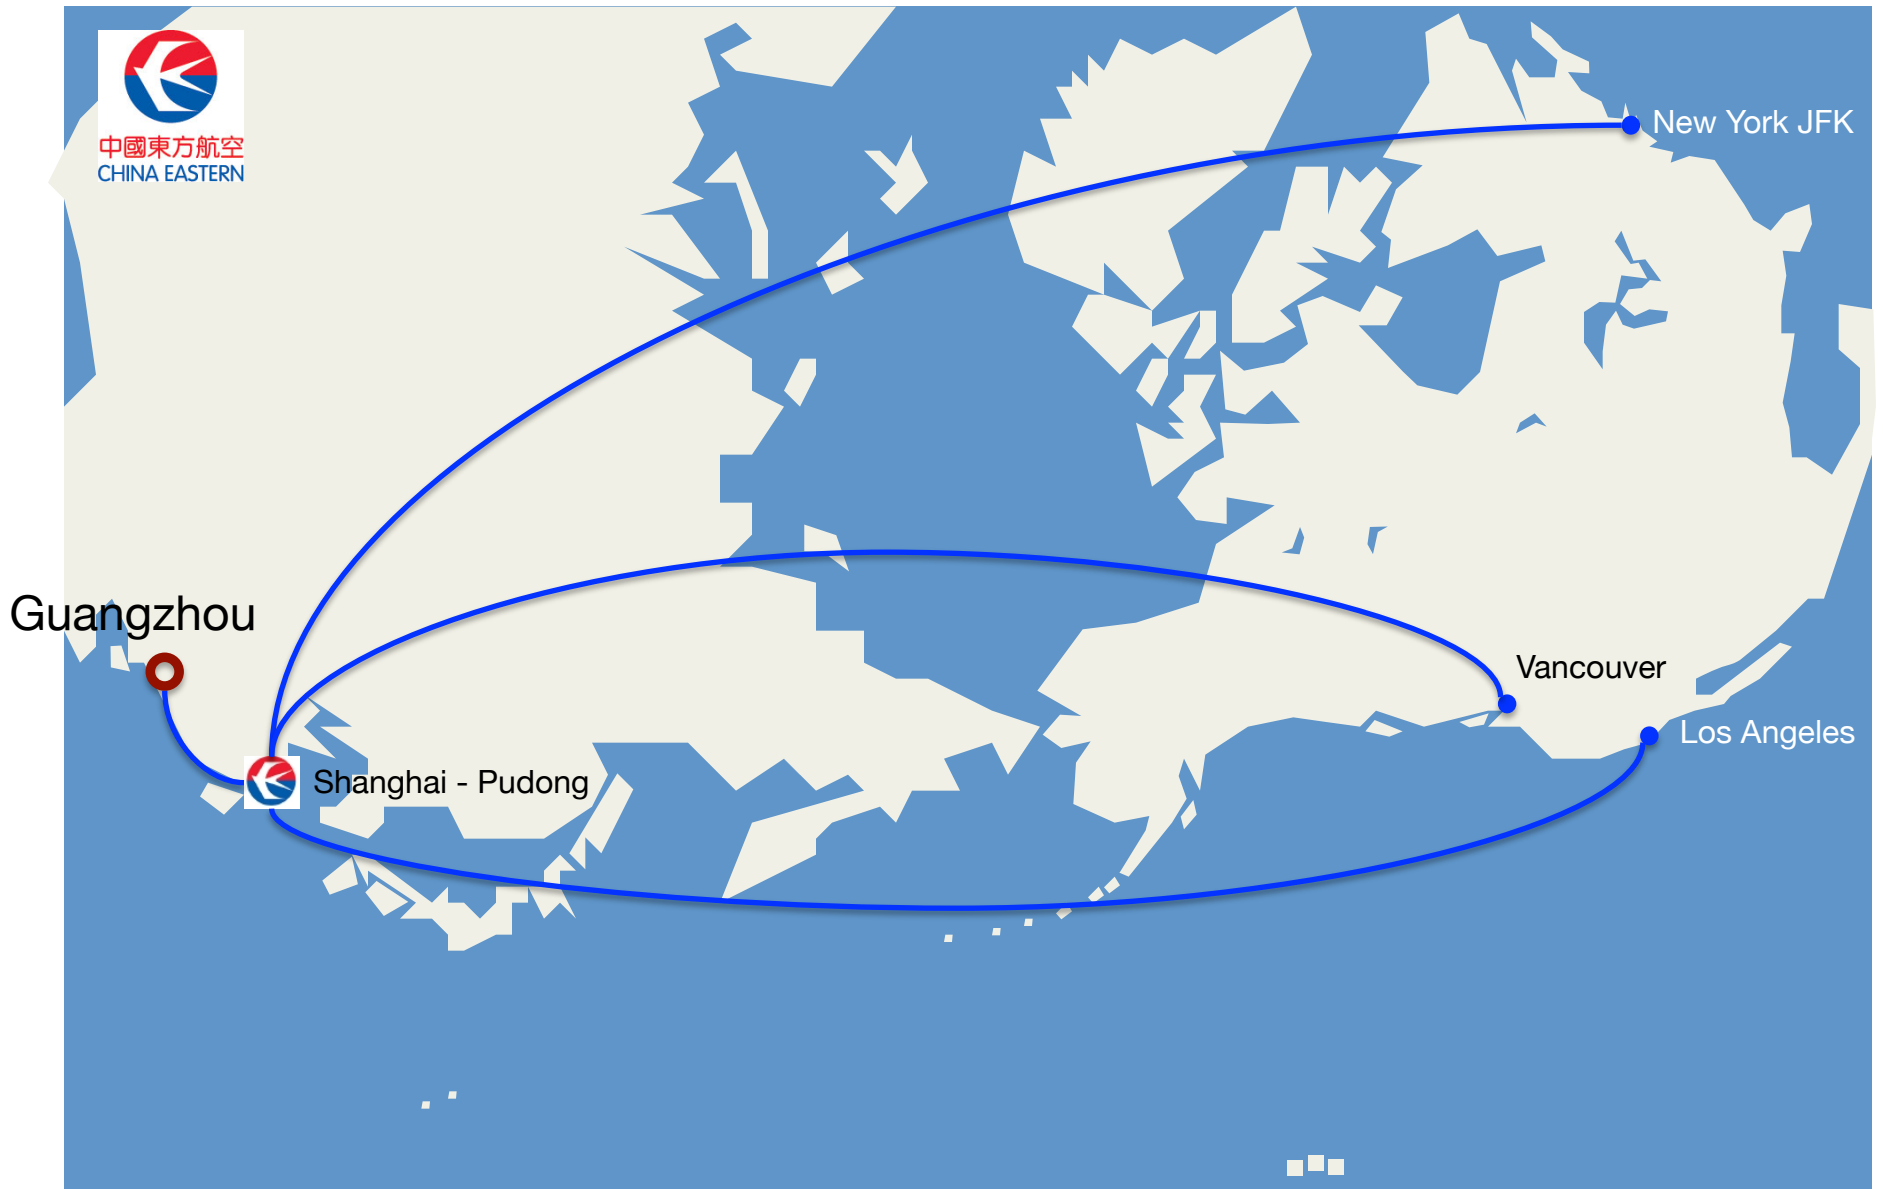 中國東方航空
CHINA EASTERN
New York JFK
Guangzhou
Vancouver
Los Angeles
Shanghai - Pudong